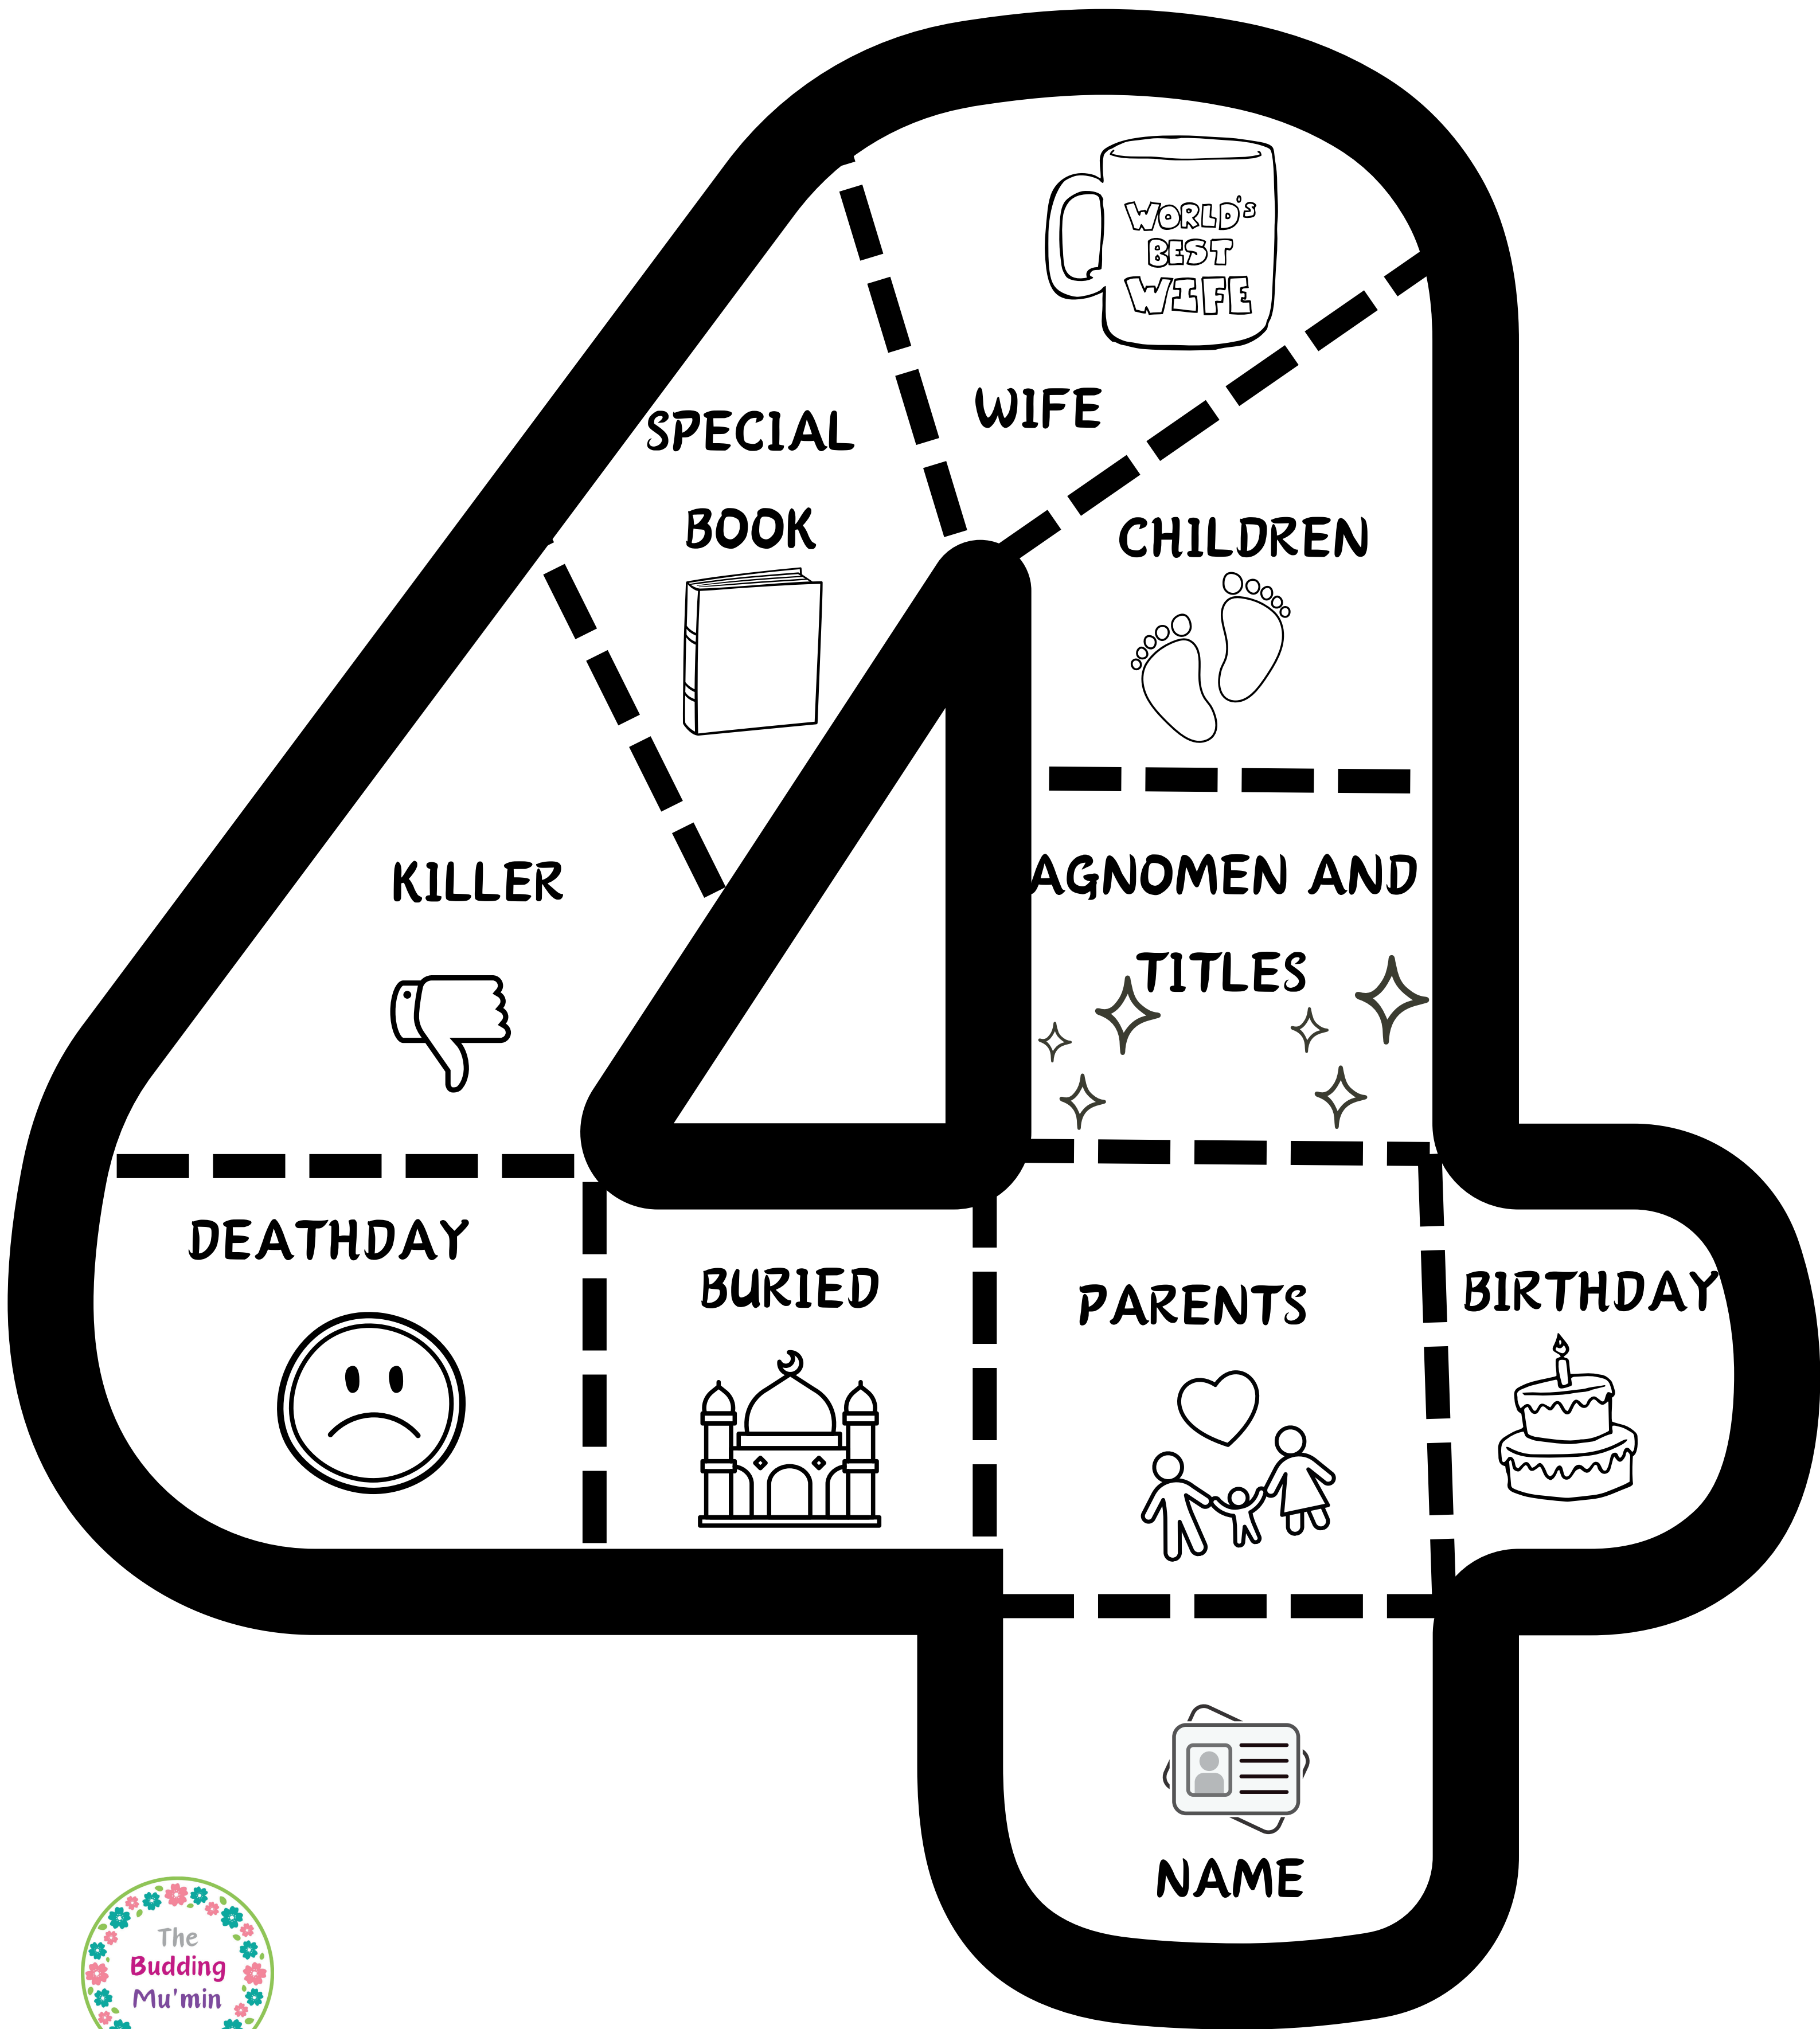 WORLD'S
BEST
WIFE
WIFE
SPECIAL
BOOK
CHILDREN
KILLER
AGNOMEN AND
TITLES
DEATHDAY
BURIED
PARENTS
BIRTHDAY
NAME
The
Budding
Mu'min